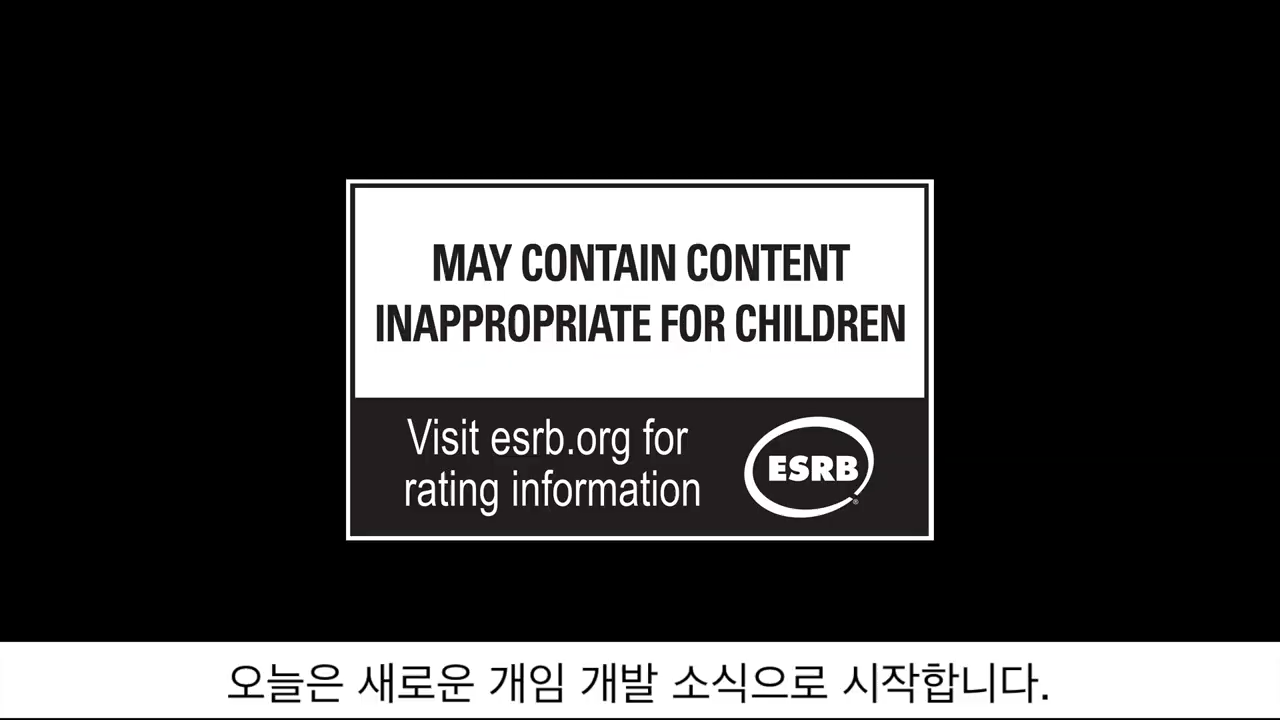 MAY CONTAIN CONTENT
INAPPROPRIATE FOR CHILDREN
Visit esrb.org for
rating information
ESRB
®
오늘은 새로운 개임 개발 소식으로 시작합니다.